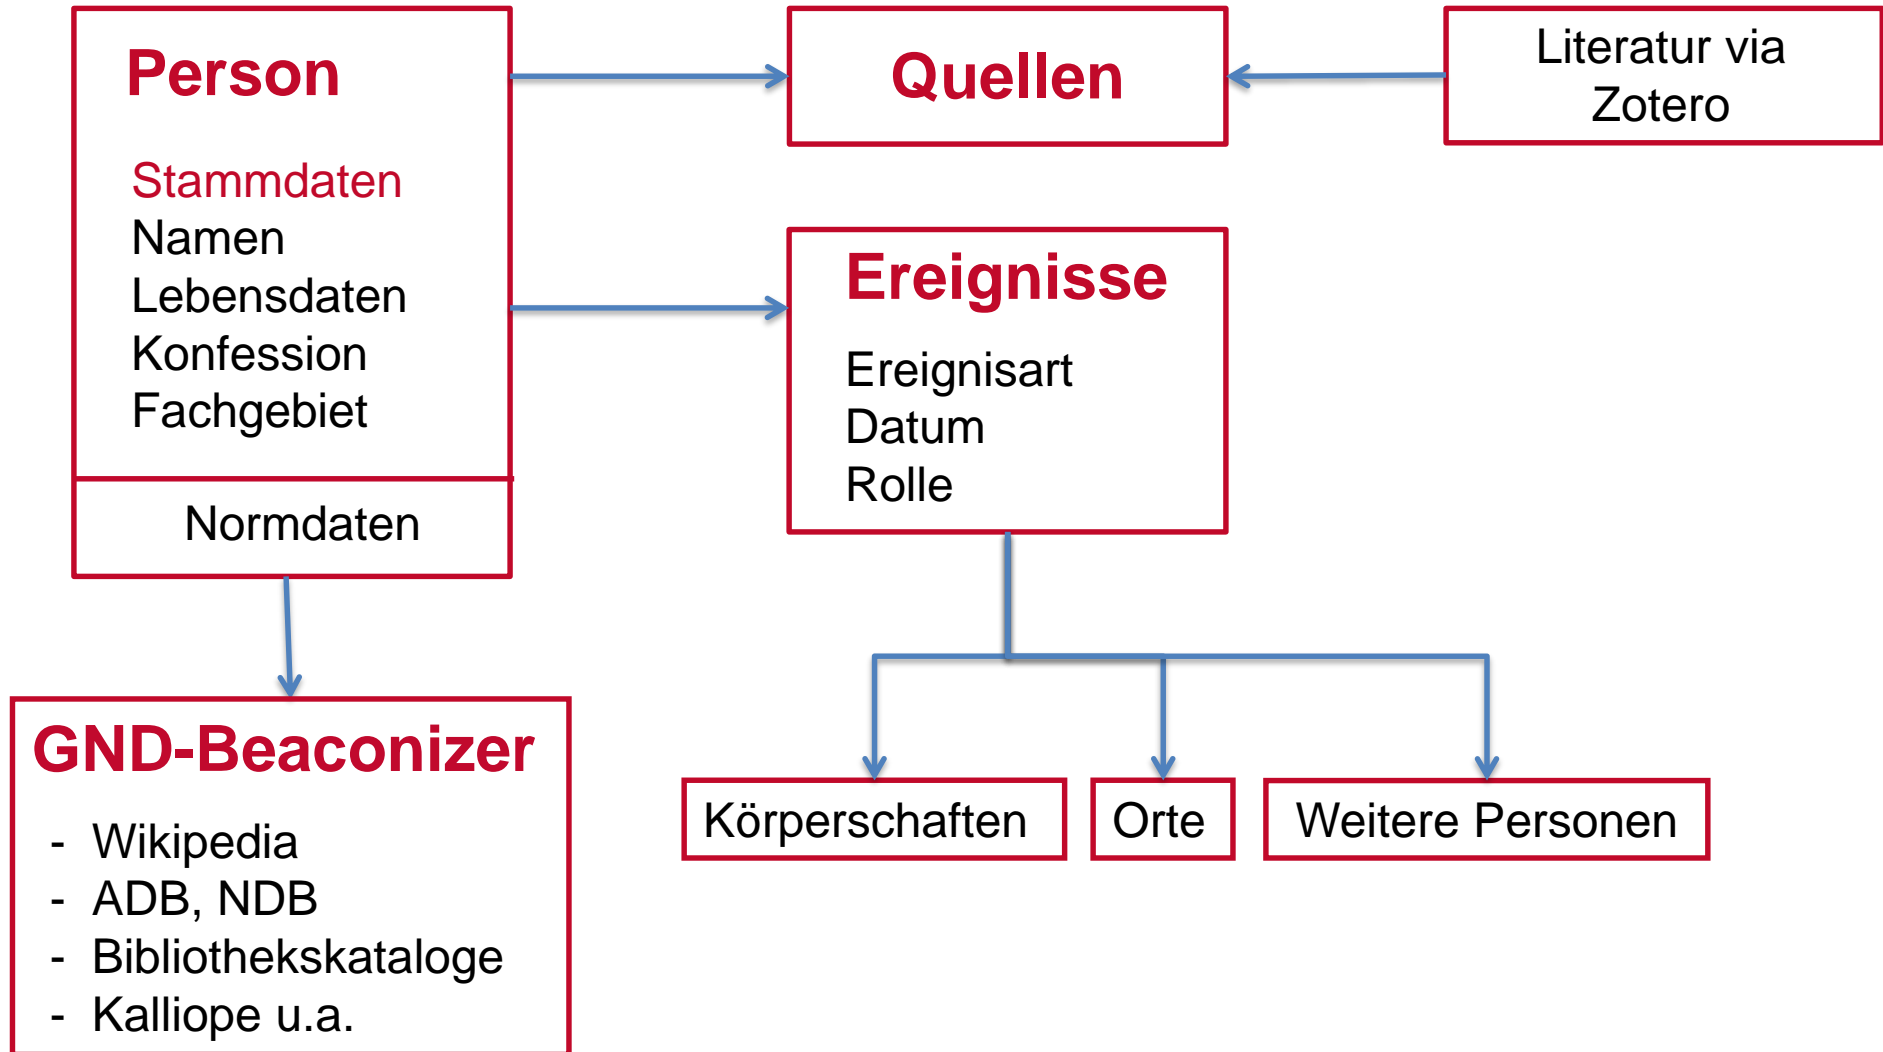 Person
Stammdaten
Namen
Lebensdaten
Konfession
Fachgebiet
Normdaten
Quellen
Literatur via
Zotero
Ereignisse
Ereignisart
Datum
Rolle
GND-Beaconizer
- Wikipedia
- ADB, NDB
- Bibliothekskataloge
- Kalliope u.a.
Körperschaften
Orte
Weitere Personen